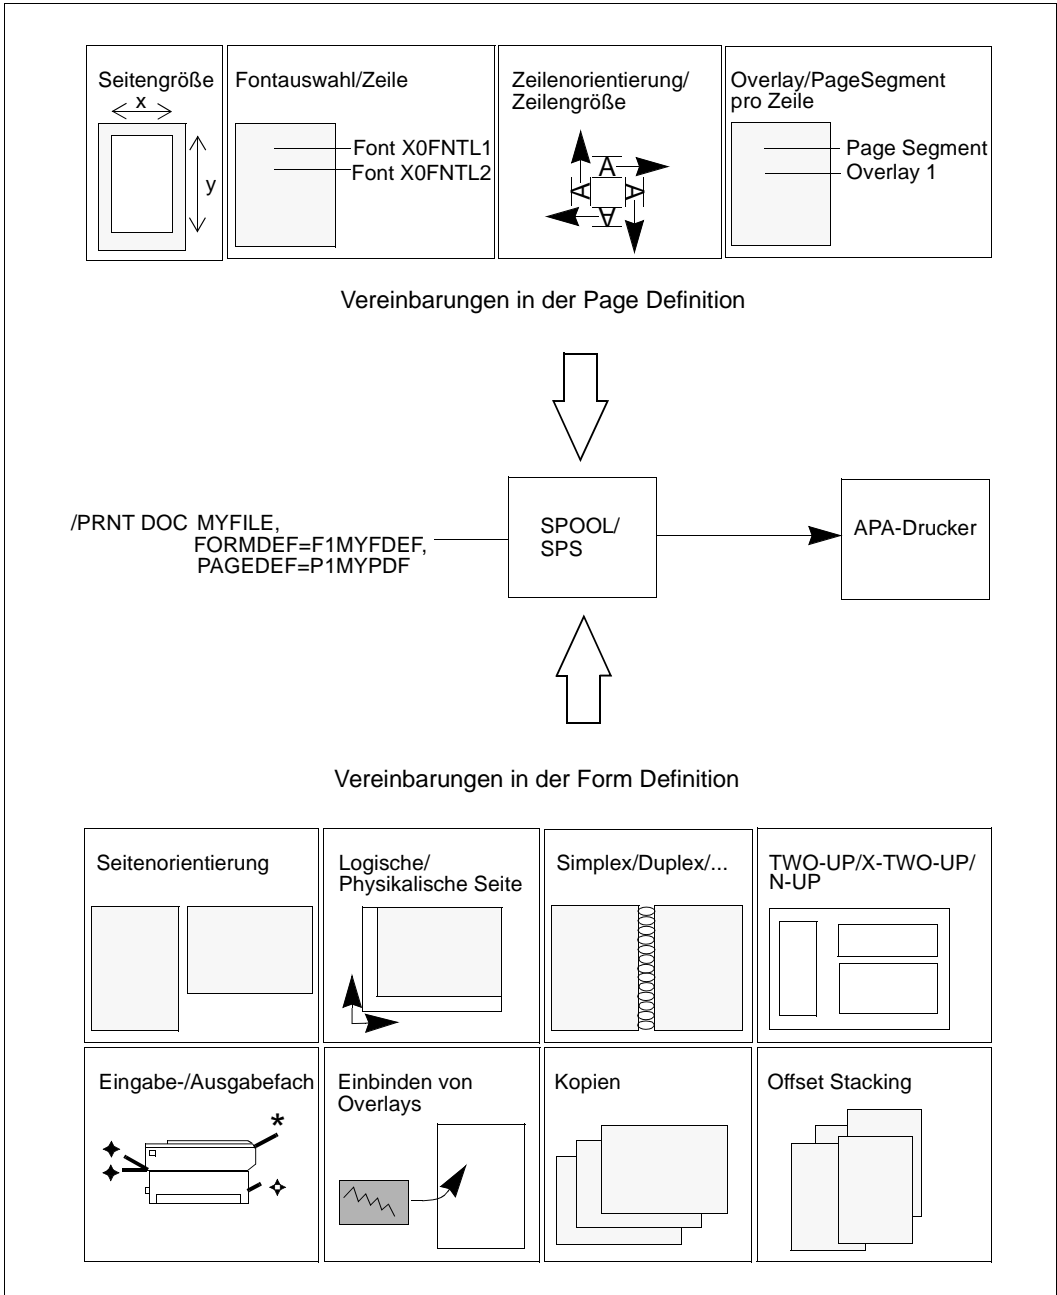 Seitengröße
x
y
Fontauswahl/Zeile
Font X0FNTL1
Font X0FNTL2
Zeilenorientierung/
Zeilengröße
A
A
A
A
Overlay/PageSegment
pro Zeile
Page Segment
Overlay 1
Vereinbarungen in der Page Definition
/PRNT DOC MYFILE,
FORMDEF=F1MYFDEF,
PAGEDEF=P1MYPDF
SPOOL/
SPS
APA-Drucker
Vereinbarungen in der Form Definition
Seitenorientierung
Logische/
Physikalische Seite
Simplex/Duplex/...
TWO-UP/X-TWO-UP/
N-UP
Eingabe-/Ausgabefach
*
Einbinden von
Overlays
Kopien
Offset Stacking